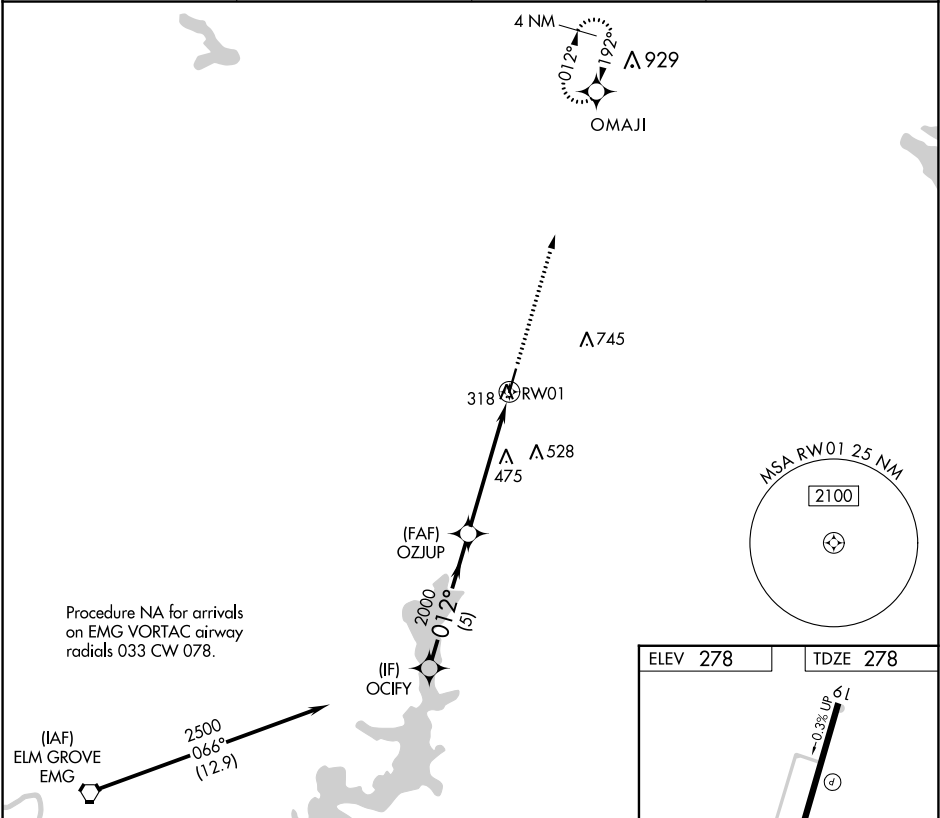 4 NM
012°
192°
929
OMAJI
745
318
RW01
528
475
MSA RW01 25 NM
2100
(FAF)
OZJUP
2000
012°
(5)
Procedure NA for arrivals
on EMG VORTAC airway
radials 033 CW 078.
(IF)
OCIFY
2500
066°
(12.9)
(IAF)
ELM GROVE
EMG
ELEV 278
TDZE 278
19
0.3% UP
P